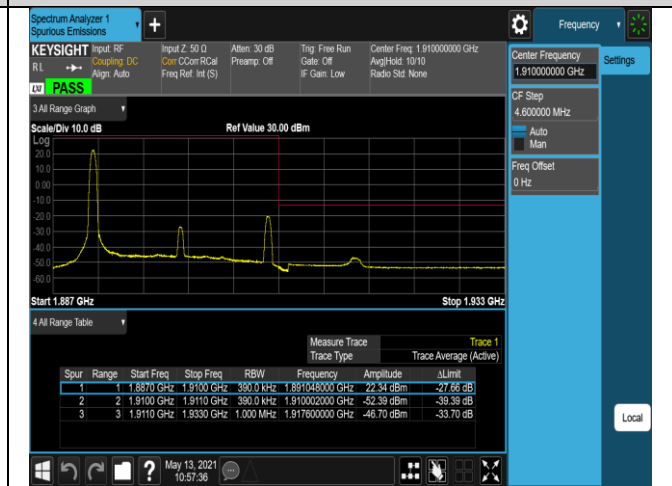 Spectrum Analyzer 1
Spurious Emissions
Frequency
KEYSIGHT Input: RF Input Z: 50 Ω Atten: 30 dB Trig: Free Run Center Freq: 1.910000000 GHz
RL Coupling: DC Corr CCorr RCal Preamp: Off Gate: Off Avg|Hold: 10/10
Align: Auto Freq Ref: Int (S) IF Gain: Low Radio Std: None
LXI PASS
Center Frequency
1.910000000 GHz
Settings
CF Step
4.600000 MHz
Auto
Man
Freq Offset
0 Hz
3 All Range Graph
Scale/Div 10.0 dB Ref Value 30.00 dBm
Log
20.0
10.0
0.00
-10.0
-20.0
-30.0
-40.0
-50.0
-60.0
Start 1.887 GHz Stop 1.933 GHz
4 All Range Table
Measure Trace Trace 1
Trace Type Trace Average (Active)
Spur Range Start Freq Stop Freq RBW Frequency Amplitude ΔLimit
1 1 1.8870 GHz 1.9100 GHz 390.0 kHz 1.891048000 GHz 22.34 dBm -27.66 dB
2 2 1.9100 GHz 1.9110 GHz 390.0 kHz 1.910002000 GHz -52.39 dBm -39.39 dB
3 3 1.9110 GHz 1.9330 GHz 1.000 MHz 1.917600000 GHz -46.70 dBm -33.70 dB
Local
May 13, 2021
10:57:36